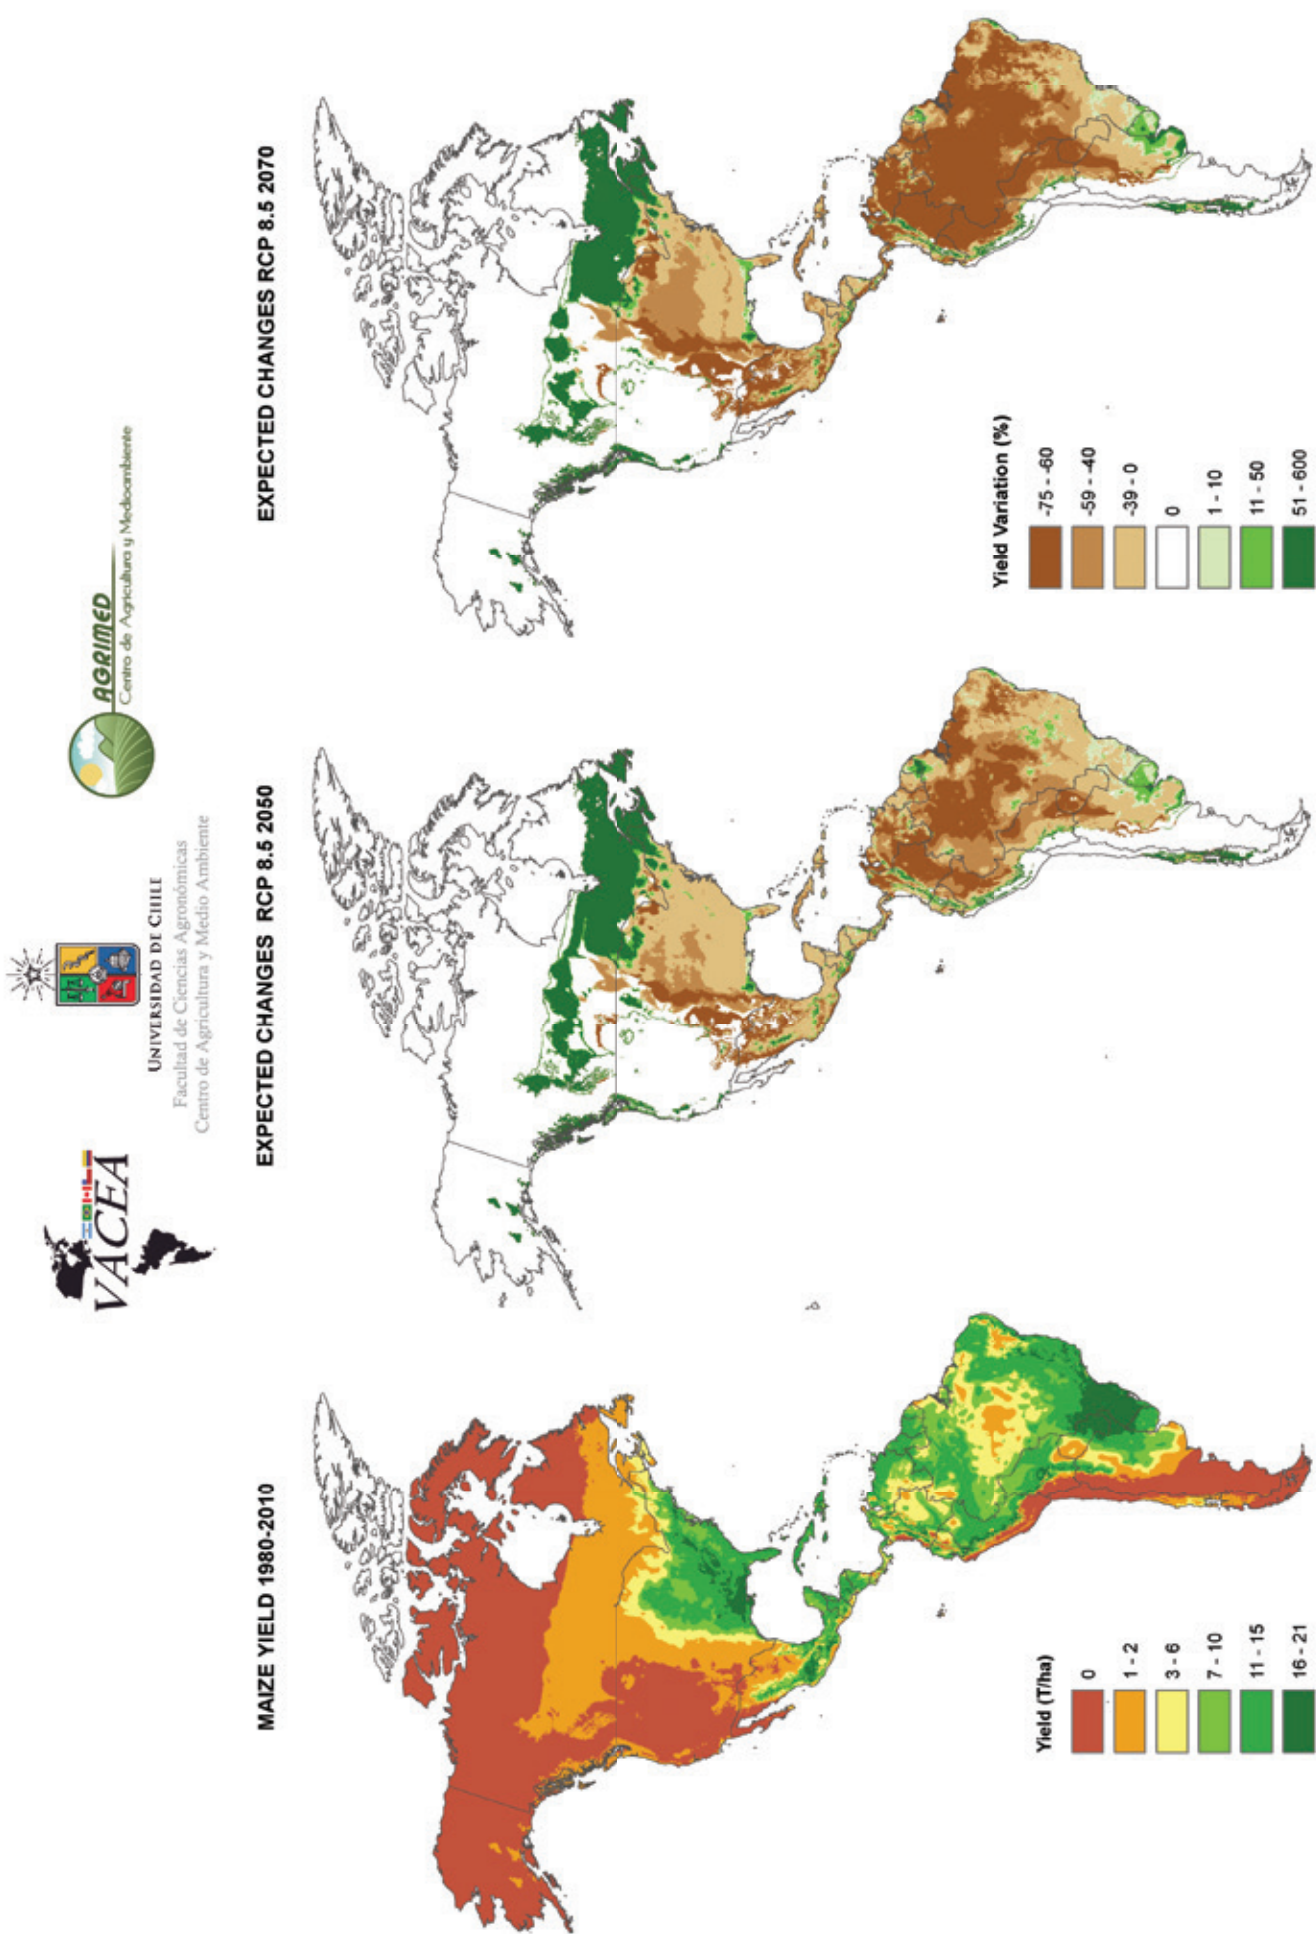 VACEA
UNIVERSIDAD DE CHILE
Facultad de Ciencias Agronómicas
Centro de Agricultura y Medio Ambiente
AGRIMED
Centro de Agricultura y Medioambiente
MAIZE YIELD 1980-2010
EXPECTED CHANGES RCP 8.5 2050
EXPECTED CHANGES RCP 8.5 2070
Yield (T/ha)
0
1 - 2
3 - 6
7 - 10
11 - 15
16 - 21
Yield Variation (%)
-75 - -60
-59 - -40
-39 - 0
0
1 - 10
11 - 50
51 - 600